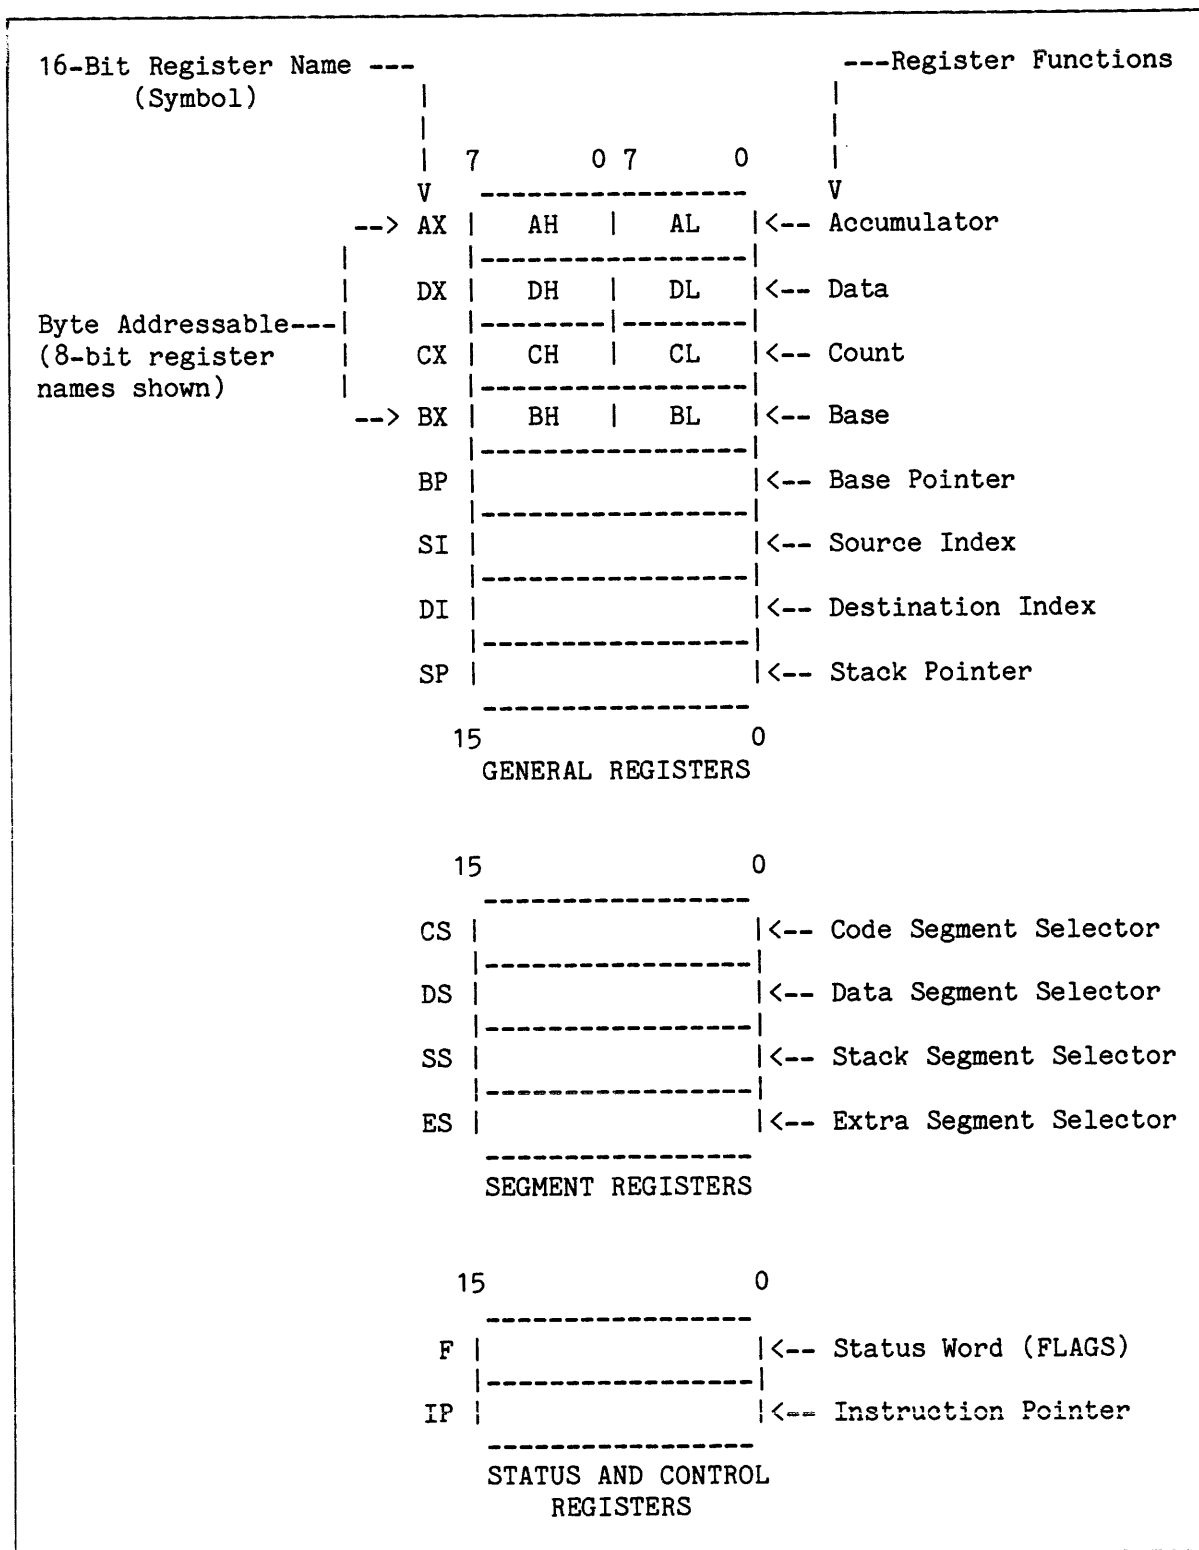 16-Bit Register Name --- ---Register Functions
(Symbol)
7 0 7 0
V V
--> AX | AH | AL |<-- Accumulator
DX | DH | DL |<-- Data
Byte Addressable---|
(8-bit register | CX | CH | CL |<-- Count
names shown) |
--> BX | BH | BL |<-- Base
BP | |<-- Base Pointer
SI | |<-- Source Index
DI | |<-- Destination Index
SP | |<-- Stack Pointer
15 0
GENERAL REGISTERS
15 0
CS | |<-- Code Segment Selector
DS | |<-- Data Segment Selector
SS | |<-- Stack Segment Selector
ES | |<-- Extra Segment Selector
SEGMENT REGISTERS
15 0
F | |<-- Status Word (FLAGS)
IP | |<-- Instruction Pointer
STATUS AND CONTROL
REGISTERS